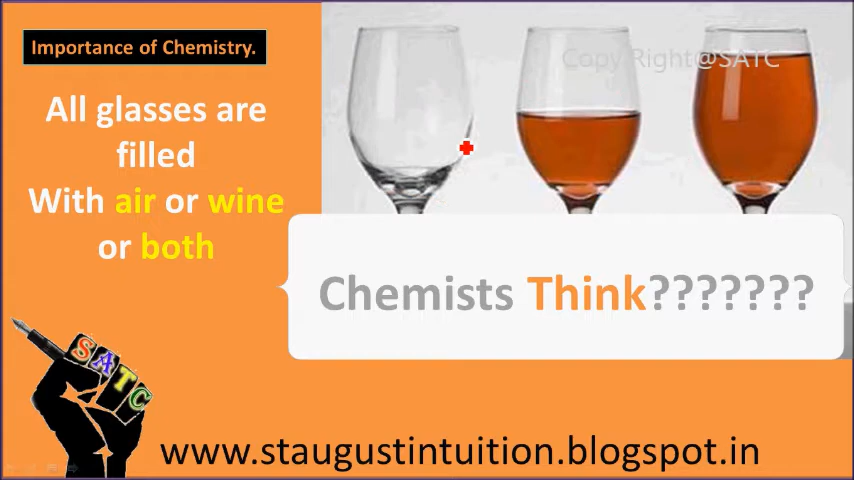 Importance of Chemistry.
Copy Right@SATC
All glasses are
filled
With air or wine
or both
Chemists Think???????
SATC
www.staugustintuition.blogspot.in